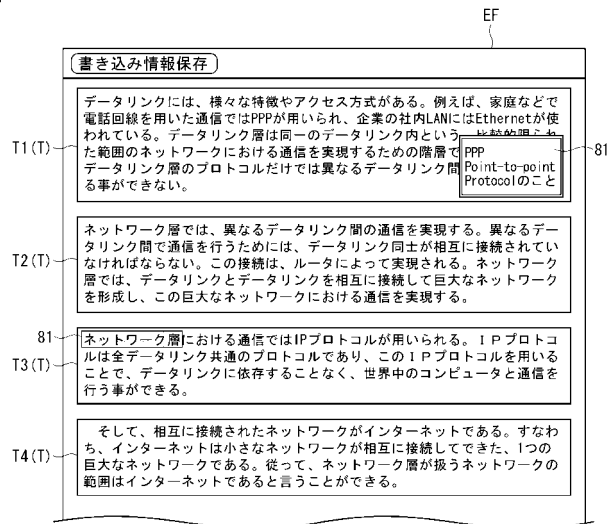 EF
書き込み情報保存
データリンクには、様々な特徴やアクセス方式がある。例えば、家庭などで
電話回線を用いた通信ではPPPが用いられ、企業の社内LANにはEthernetが使
われている。データリンク層は同一のデータリンク内という、比較的限られ
た範囲のネットワークにおける通信を実現するための階層で
データリンク層のプロトコルだけでは異なるデータリンク間
る事ができない。
PPP
Point-to-point
Protocolのこと
81
T1(T)
ネットワーク層では、異なるデータリンク間の通信を実現する。異なるデー
タリンク間で通信を行うためには、データリンク同士が相互に接続されてい
なければならない。この接続は、ルータによって実現される。ネットワーク
層では、データリンクとデータリンクを相互に接続して巨大なネットワーク
を形成し、この巨大なネットワークにおける通信を実現する。
T2(T)
81
ネットワーク層における通信ではIPプロトコルが用いられる。ＩＰプロトコ
ルは全データリンク共通のプロトコルであり、このＩＰプロトコルを用いる
ことで、データリンクに依存することなく、世界中のコンピュータと通信を
行う事ができる。
T3(T)
そして、相互に接続されたネットワークがインターネットである。すなわ
ち、インターネットは小さなネットワークが相互に接続してできた、1つの
巨大なネットワークである。従って、ネットワーク層が扱うネットワークの
範囲はインターネットであると言うことができる。
T4(T)